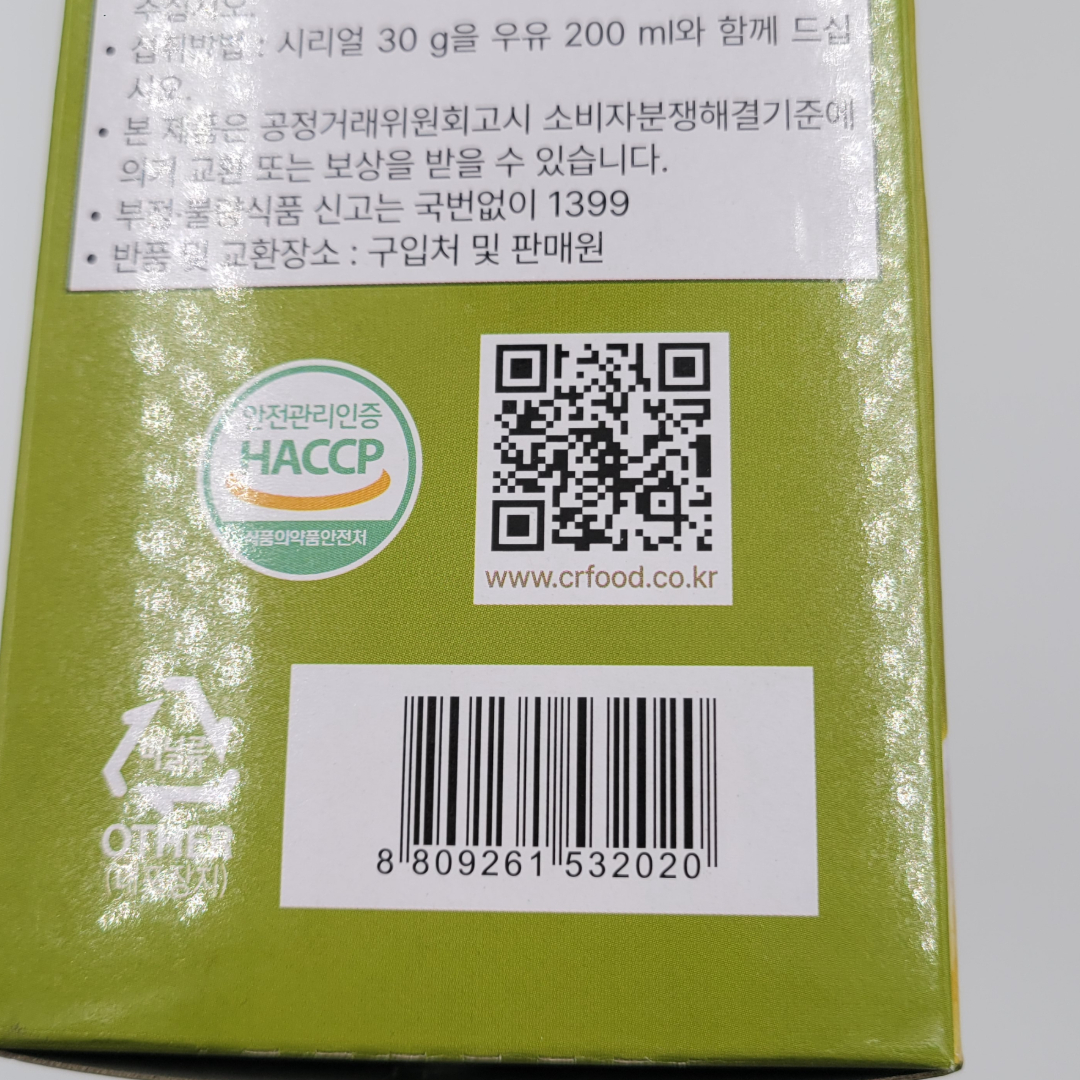 • 섭취방법 : 시리얼 30 g을 우유 200 ml와 함께 드십
시오.
• 본 제품은 공정거래위원회고시 소비자분쟁해결기준에
의거 교환 또는 보상을 받을 수 있습니다.
• 부정·불량식품 신고는 국번없이 1399
• 반품 및 교환장소 : 구입처 및 판매원
안전관리인증
HACCP
식품의약품안전처
www.crfood.co.kr
OTHER
8 809261 532020